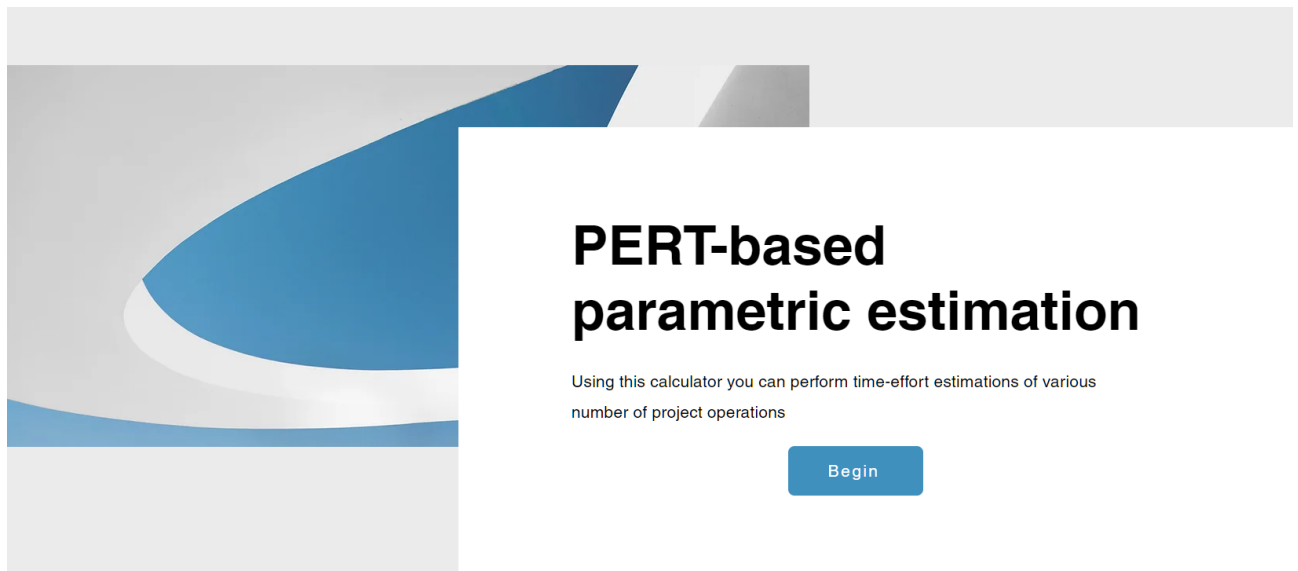 PERT-based
parametric estimation
Using this calculator you can perform time-effort estimations of various
number of project operations
Begin